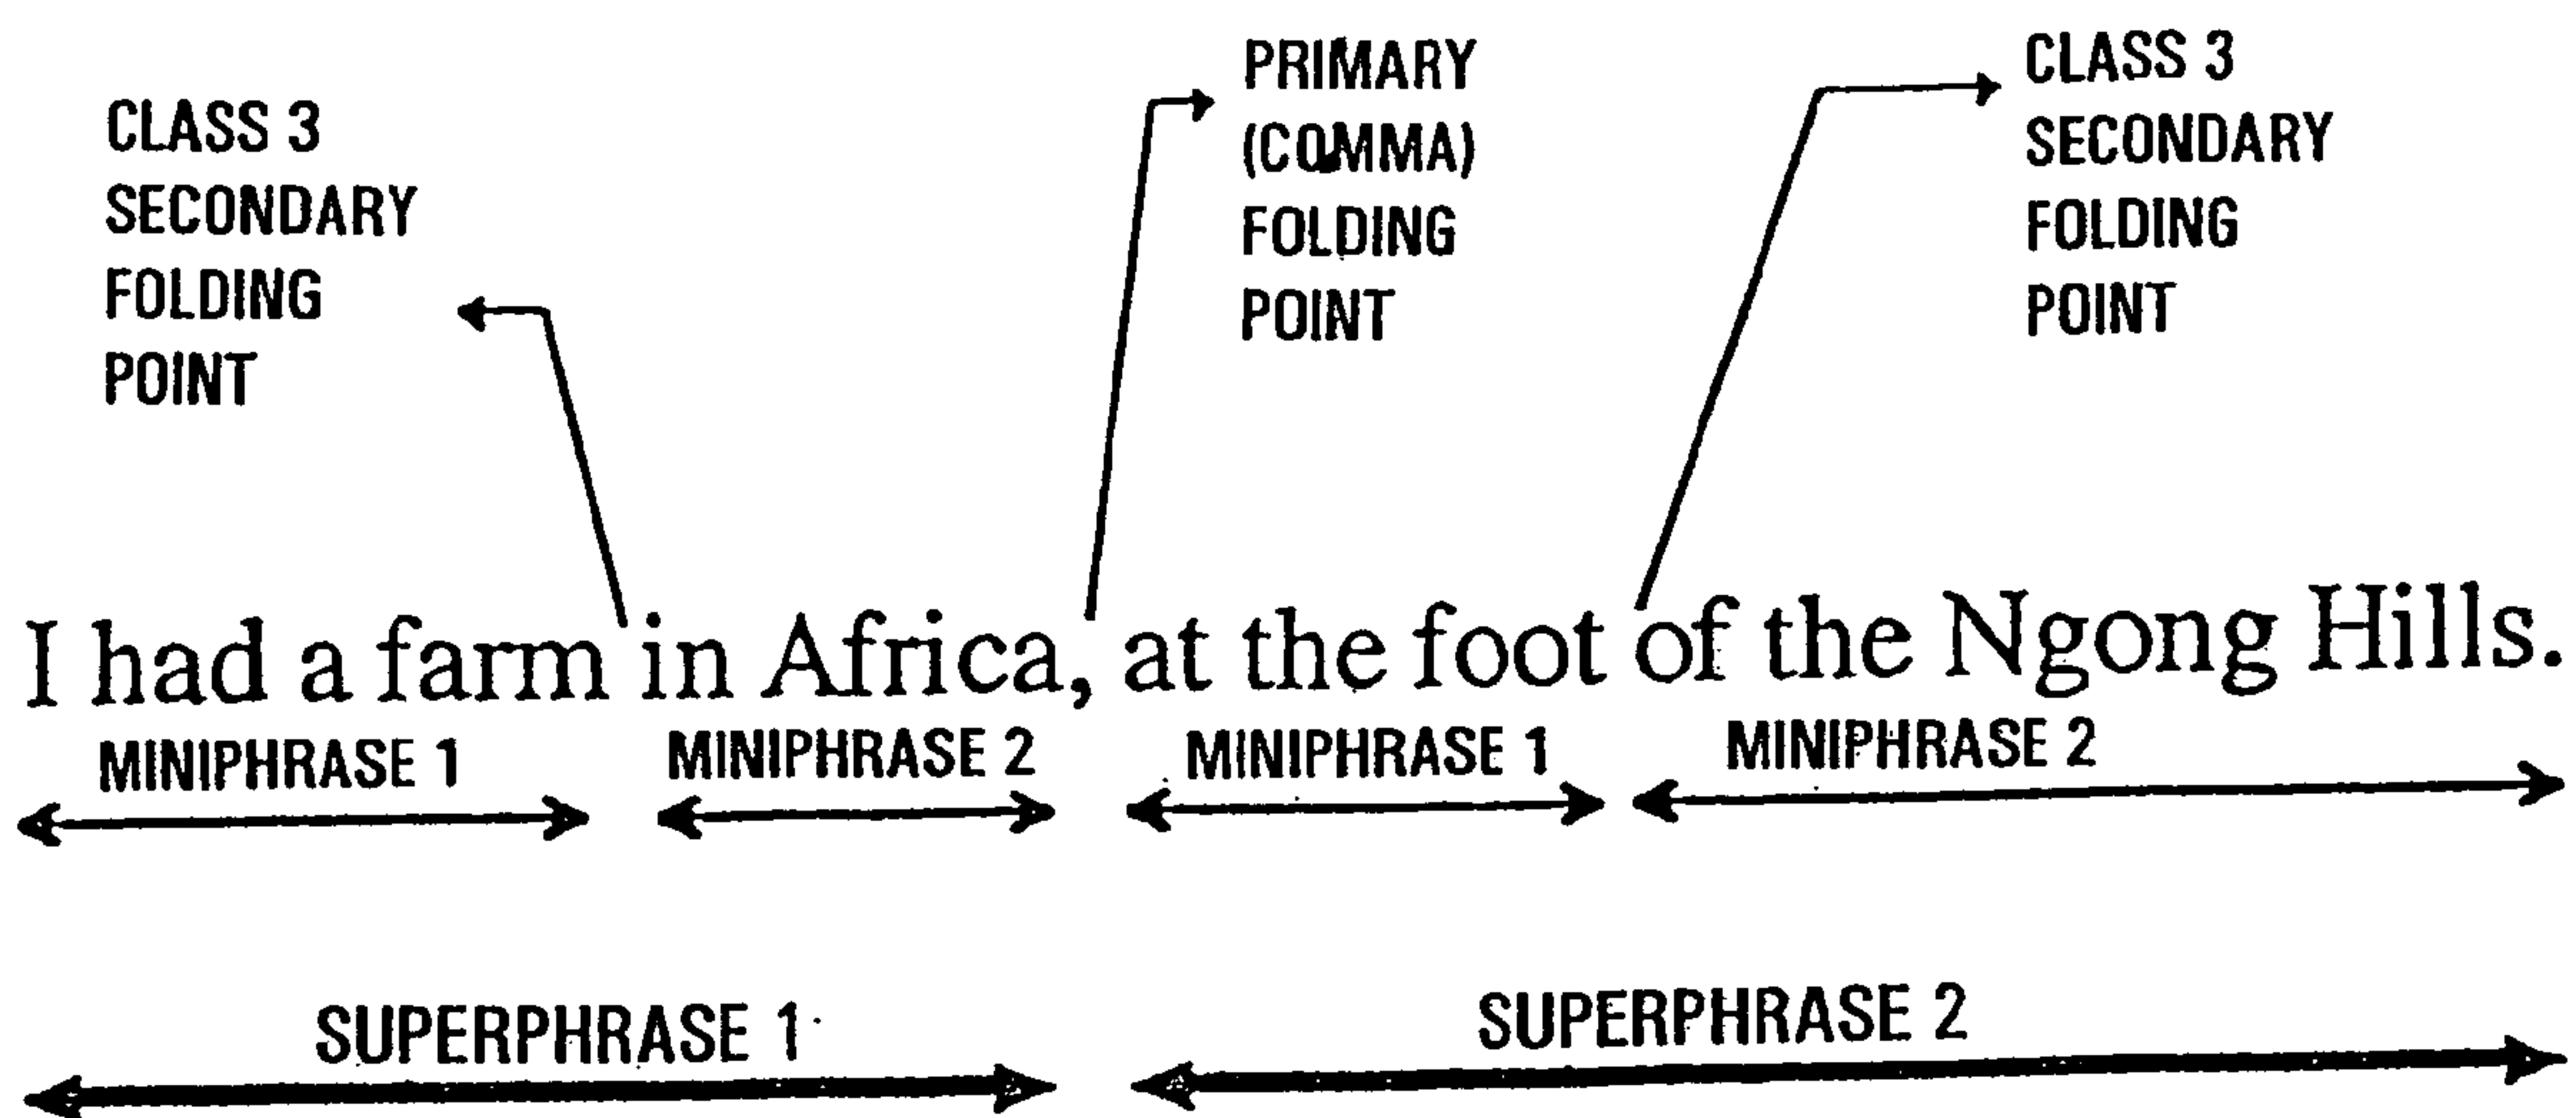 CLASS 3
SECONDARY
FOLDING
POINT
PRIMARY
(COMMA)
FOLDING
POINT
CLASS 3
SECONDARY
FOLDING
POINT
I had a farm in Africa, at the foot of the Ngong Hills.
MINIPHRASE 1
MINIPHRASE 2
MINIPHRASE 1
MINIPHRASE 2
SUPERPHRASE 1
SUPERPHRASE 2